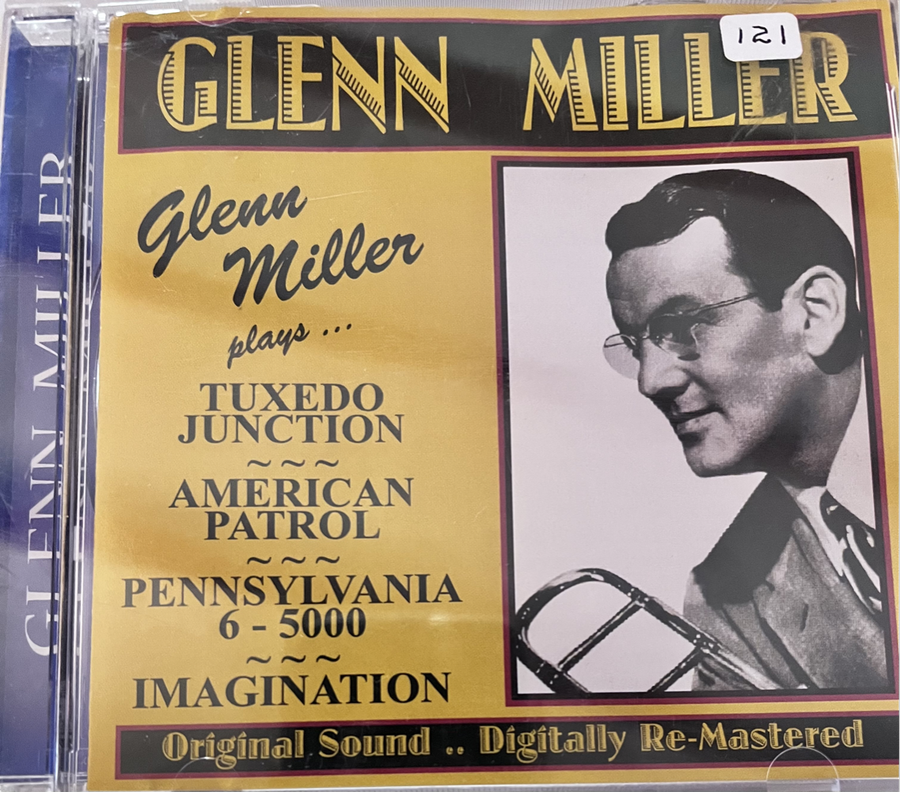 GLENN MILLER
121
Glenn
Miller
plays ...
TUXEDO
JUNCTION
~ ~ ~
AMERICAN
PATROL
~ ~ ~
PENNSYLVANIA
6 - 5000
~ ~ ~
IMAGINATION
Original Sound .. Digitally Re-Mastered
GLENN MILLER